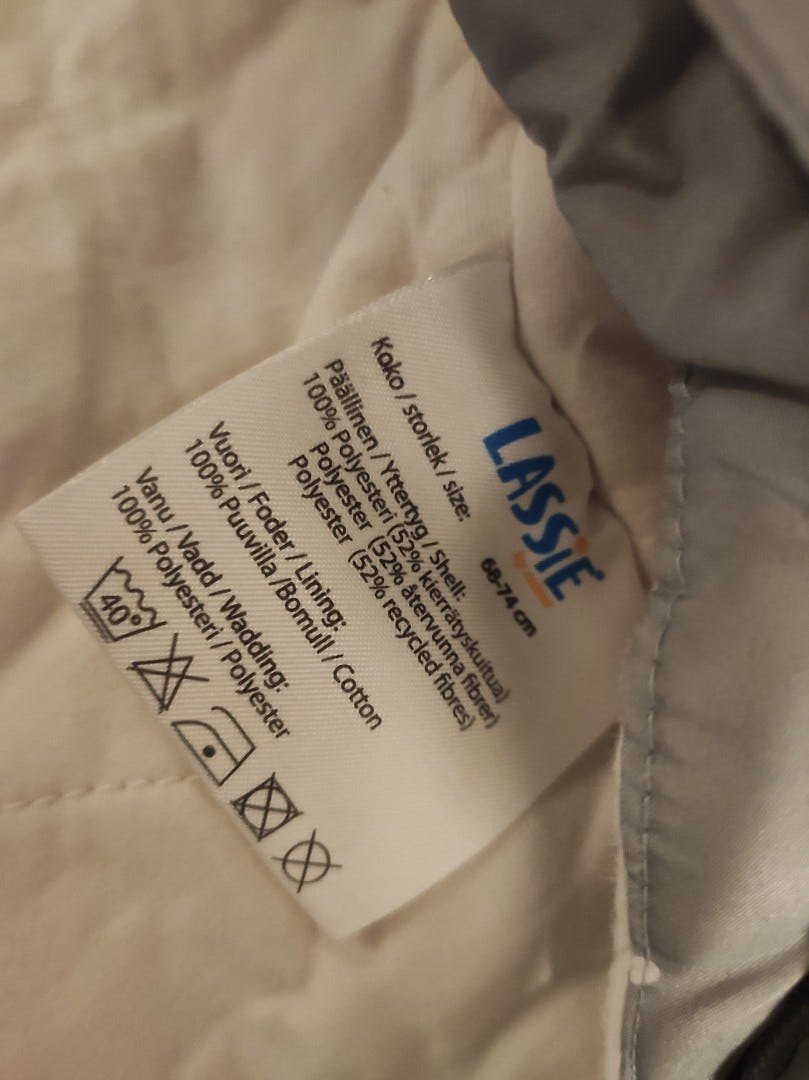 LASSiE
Koko / storlek / size: 68-74 cm
Päällinen / Yttertyg / Shell:
100% Polyesteri (52% kierrätyskuitua)
Polyester (52% återvunna fibrer)
Polyester (52% recycled fibres)
Vuori / Foder / Lining:
100% Puuvilla /Bomull / Cotton
Vanu / Vadd / Wadding:
100% Polyesteri / Polyester
40°